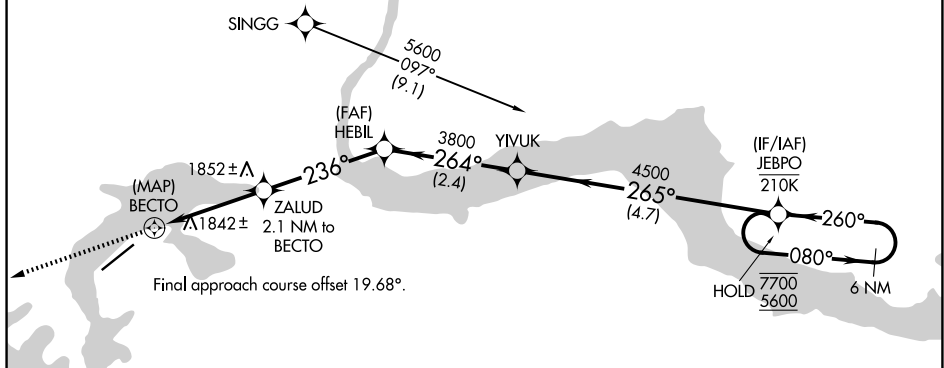 SINGG
5600
097°
(9.1)
(FAF)
HEBIL
3800
264°
(2.4)
YIVUK
4500
265°
(4.7)
(IF/IAF)
JEBPO
210K
260°
080°
HOLD
7700
5600
6 NM
236°
1852±
(MAP)
BECTO
1842±
ZALUD
2.1 NM to
BECTO
Final approach course offset 19.68°.